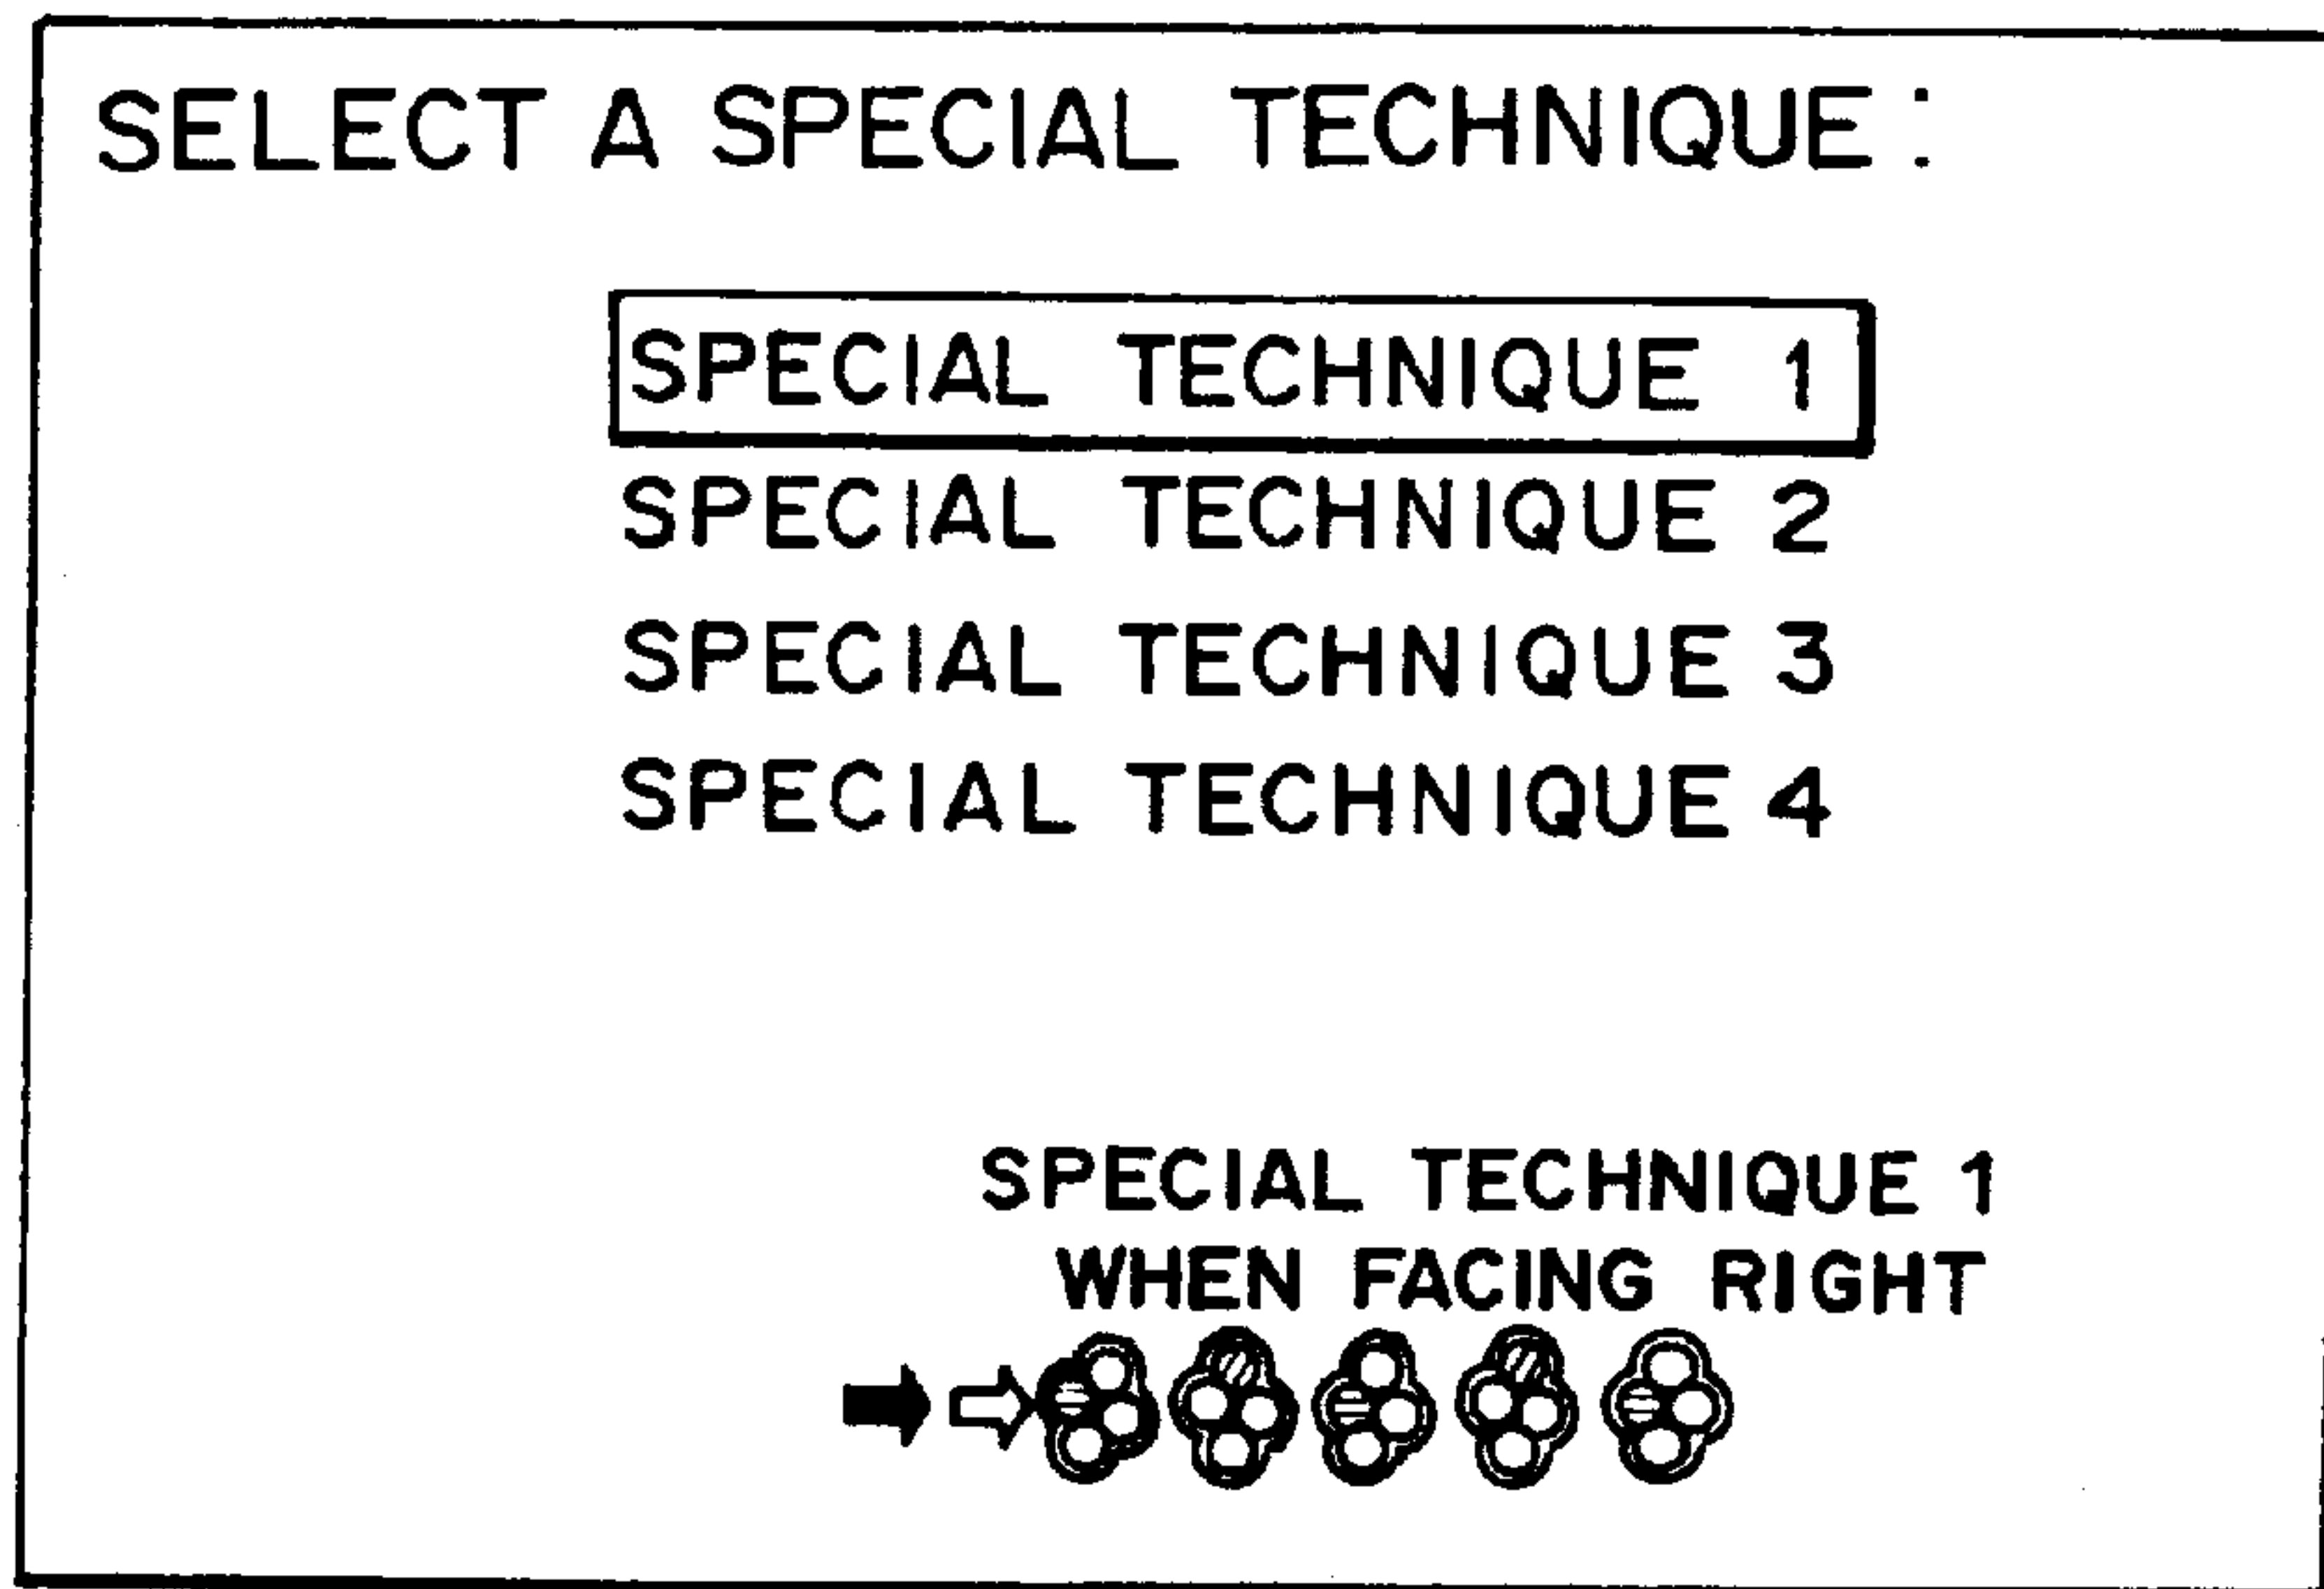 SELECT A SPECIAL TECHNIQUE:
SPECIAL TECHNIQUE 1
SPECIAL TECHNIQUE 2
SPECIAL TECHNIQUE 3
SPECIAL TECHNIQUE 4
SPECIAL TECHNIQUE 1
WHEN FACING RIGHT